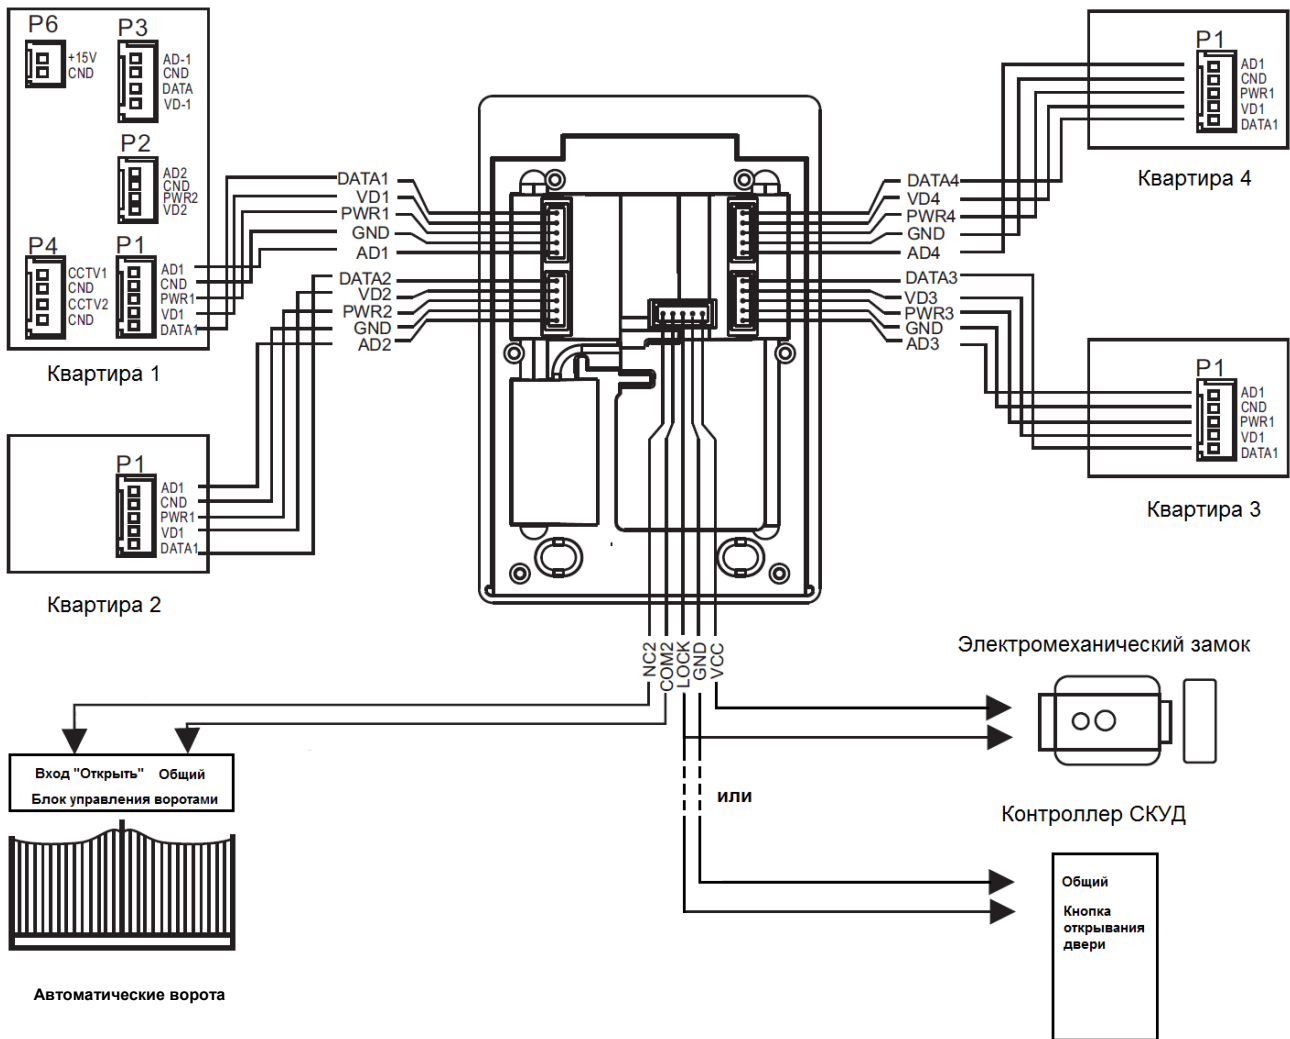 P6
+15V
CND
P3
AD-1
CND
DATA
VD-1
P2
AD2
CND
PWR2
VD2
P4
CCTV1
CND
CCTV2
CND
P1
AD1
CND
PWR1
VD1
DATA1
Квартира 1
P1
AD1
CND
PWR1
VD1
DATA1
Квартира 2
DATA1
VD1
PWR1
GND
AD1
DATA2
VD2
PWR2
GND
AD2
DATA4
VD4
PWR4
GND
AD4
DATA3
VD3
PWR3
GND
AD3
P1
AD1
CND
PWR1
VD1
DATA1
Квартира 4
P1
AD1
CND
PWR1
VD1
DATA1
Квартира 3
NC2
COM2
LOCK
GND
VCC
Электромеханический замок
или
Контроллер СКУД
Общий
Кнопка
открывания
двери
Вход "Открыть" Общий
Блок управления воротами
Автоматические ворота